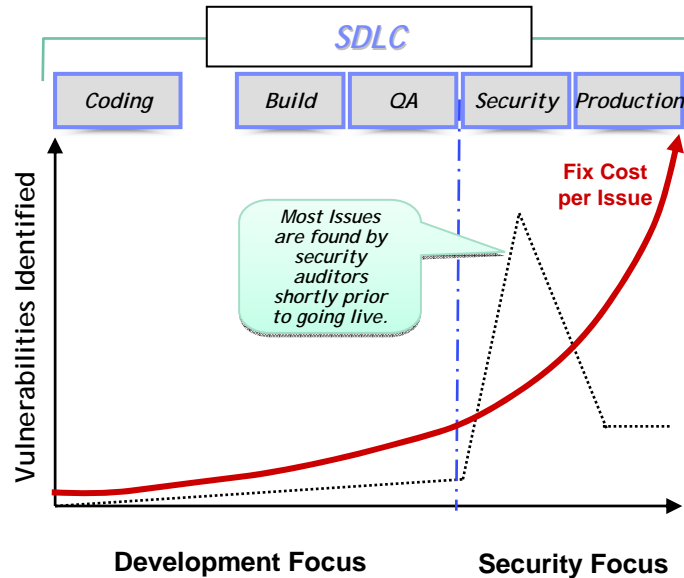 SDLC
Coding
Build
QA
Security
Production
Fix Cost
per Issue
Most Issues
are found by
security
auditors
shortly prior
to going live.
Vulnerabilities Identified
Development Focus
Security Focus